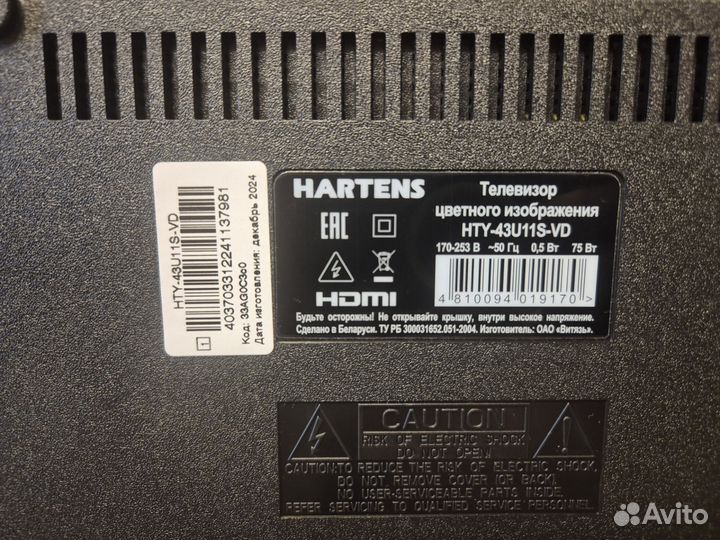 HTY-43U11S-VD
4037033122411137981
Код: 33AG0C3c0
Дата изготовления: декабрь 2024
1
HARTENS
Телевизор
цветного изображения
HTY-43U11S-VD
170-253 В ~50 Гц 0,5 Вт 75 Вт
EAC
HDMI
4 810094 019170 >
Будьте осторожны! Не открывайте крышку, внутри высокое напряжение.
Сделано в Беларуси. ТУ РБ 300031652.051-2004. Изготовитель: ОАО «Витязь».
CAUTION
RISK OF ELECTRIC SHOCK
DO NOT OPEN!
CAUTION:TO REDUCE THE RISK OF ELECTRIC SHOCK,
DO NOT REMOVE COVER (OR BACK).
NO USER-SERVICEABLE PARTS INSIDE.
REFER SERVICING TO QUALIFIED SERVICE PERSONNEL.
Avito